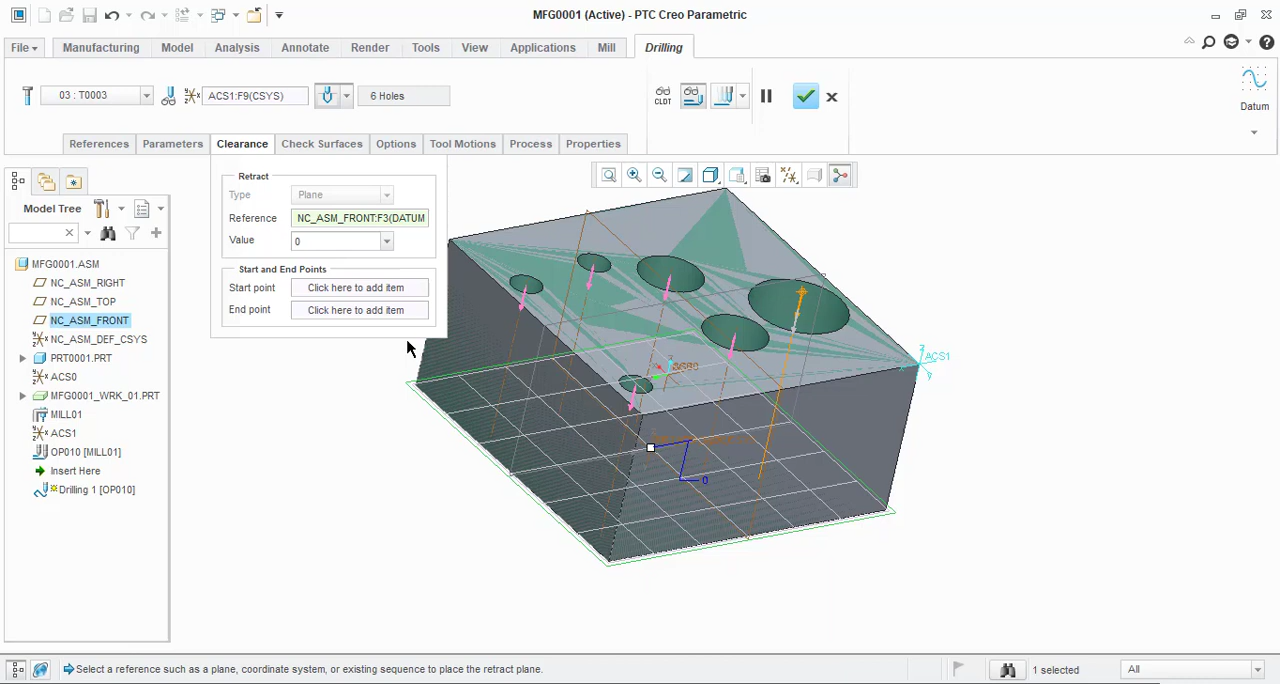 MFG0001 (Active) - PTC Creo Parametric
File
Manufacturing
Model
Analysis
Annotate
Render
Tools
View
Applications
Mill
Drilling
03 : T0003
ACS1:F9(CSYS)
6 Holes
CLDT
Datum
References
Parameters
Clearance
Check Surfaces
Options
Tool Motions
Process
Properties
Retract
Type
Plane
Reference
NC_ASM_FRONT:F3(DATUM
Value
0
Start and End Points
Start point
Click here to add item
End point
Click here to add item
Model Tree
MFG0001.ASM
NC_ASM_RIGHT
NC_ASM_TOP
NC_ASM_FRONT
NC_ASM_DEF_CSYS
PRT0001.PRT
ACS0
MFG0001_WRK_01.PRT
MILL01
ACS1
OP010 [MILL01]
Insert Here
Drilling 1 [OP010]
ACS1
0
Select a reference such as a plane, coordinate system, or existing sequence to place the retract plane.
1 selected
All